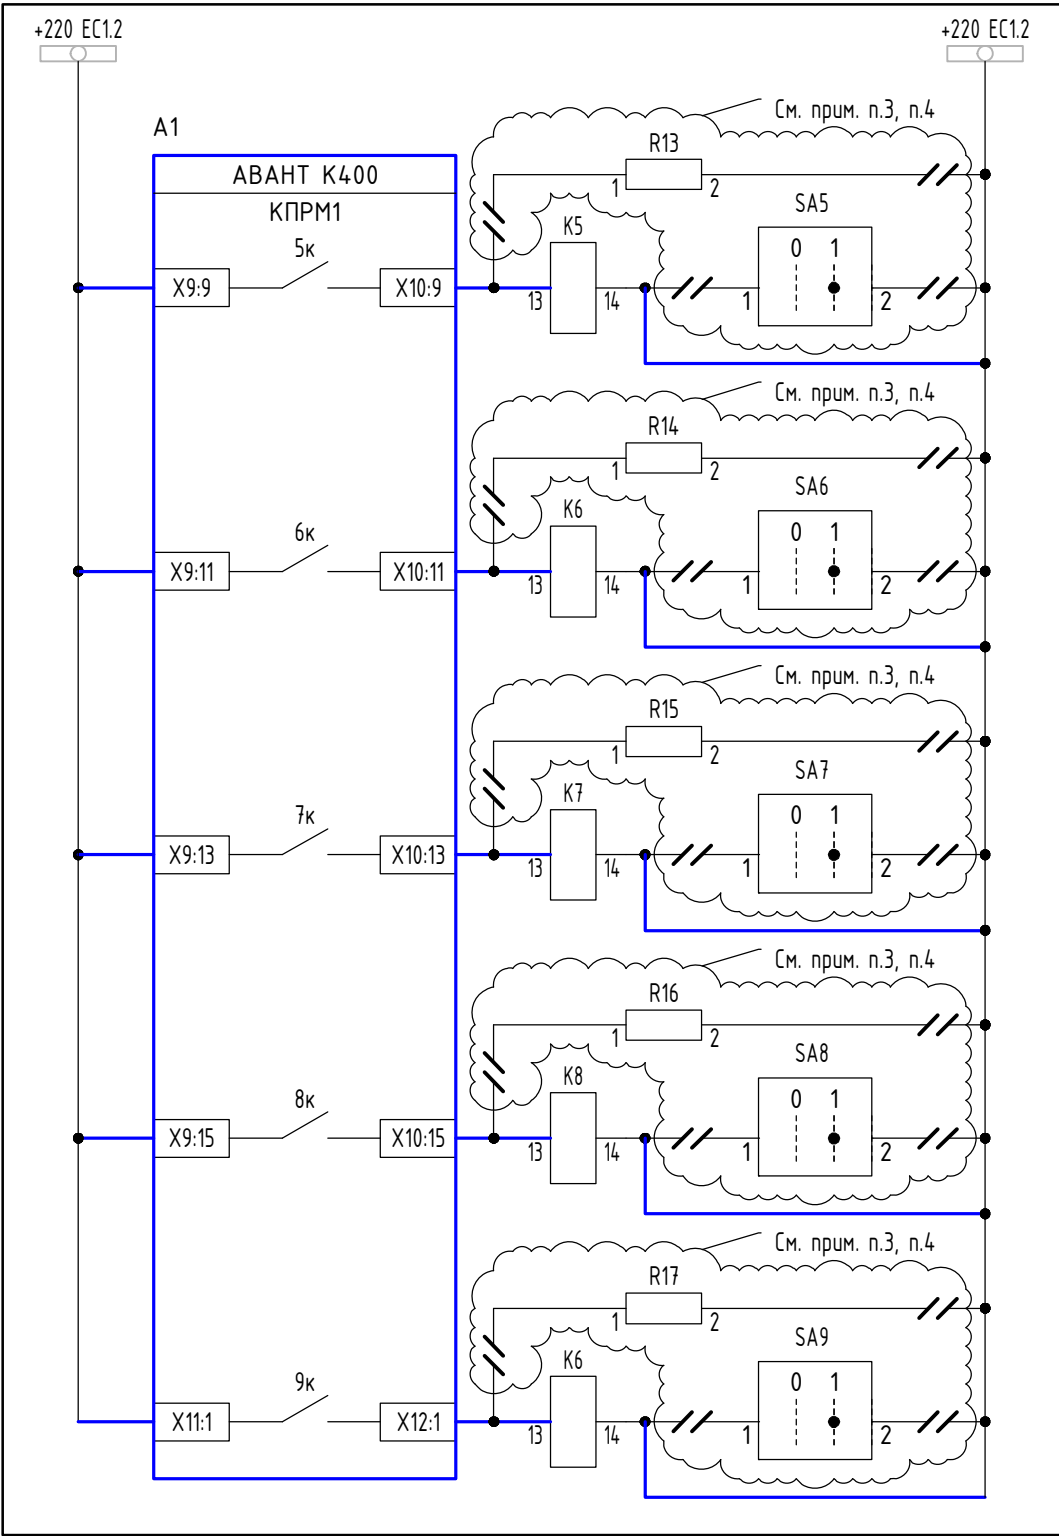 +220 ЕС1.2
+220 ЕС1.2
См. прим. п.3, п.4
А1
R13
АВАНТ К400
1
2
SA5
КПРМ1
K5
0 1
5к
X9:9
X10:9
13
14
1
2
См. прим. п.3, п.4
R14
1
2
SA6
K6
0 1
6к
X9:11
X10:11
13
14
1
2
См. прим. п.3, п.4
R15
1
2
SA7
K7
0 1
7к
X9:13
X10:13
13
14
1
2
См. прим. п.3, п.4
R16
1
2
SA8
K8
0 1
8к
X9:15
X10:15
13
14
1
2
См. прим. п.3, п.4
R17
1
2
SA9
K6
0 1
9к
X11:1
X12:1
13
14
1
2